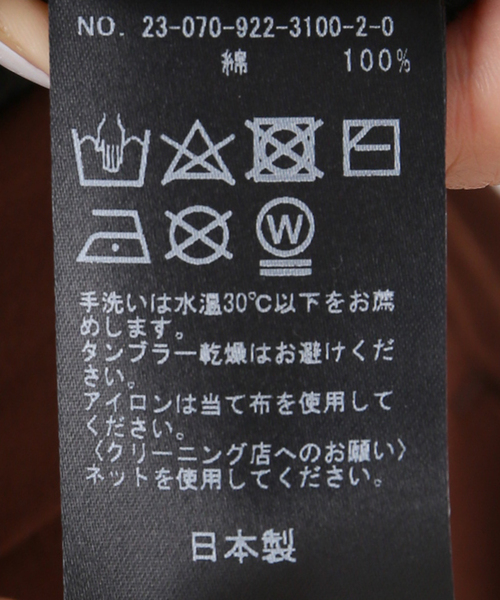 NO. 23-070-922-3100-2-0
綿 100%
W
手洗いは水温30℃以下をお薦
めします。
タンブラー乾燥はお避けくだ
さい。
アイロンは当て布を使用して
ください。
〈クリーニング店へのお願い〉
ネットを使用してください。
日本製